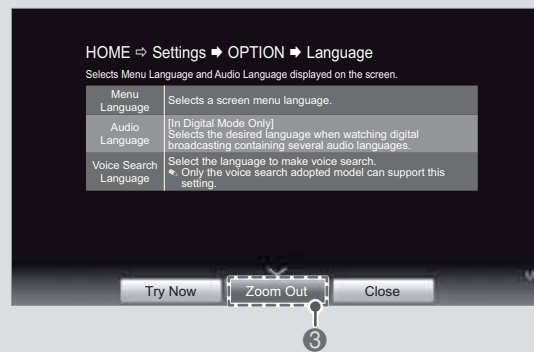 HOME ⇨ Settings ➡ OPTION ➡ Language
Selects Menu Language and Audio Language displayed on the screen.
Menu
Language
Selects a screen menu language.
Audio
Language
[In Digital Mode Only]
Selects the desired language when watching digital
broadcasting containing several audio languages.
Voice Search
Language
Select the language to make voice search.
✎ Only the voice search adopted model can support this
setting.
Try Now
Zoom Out
Close
3